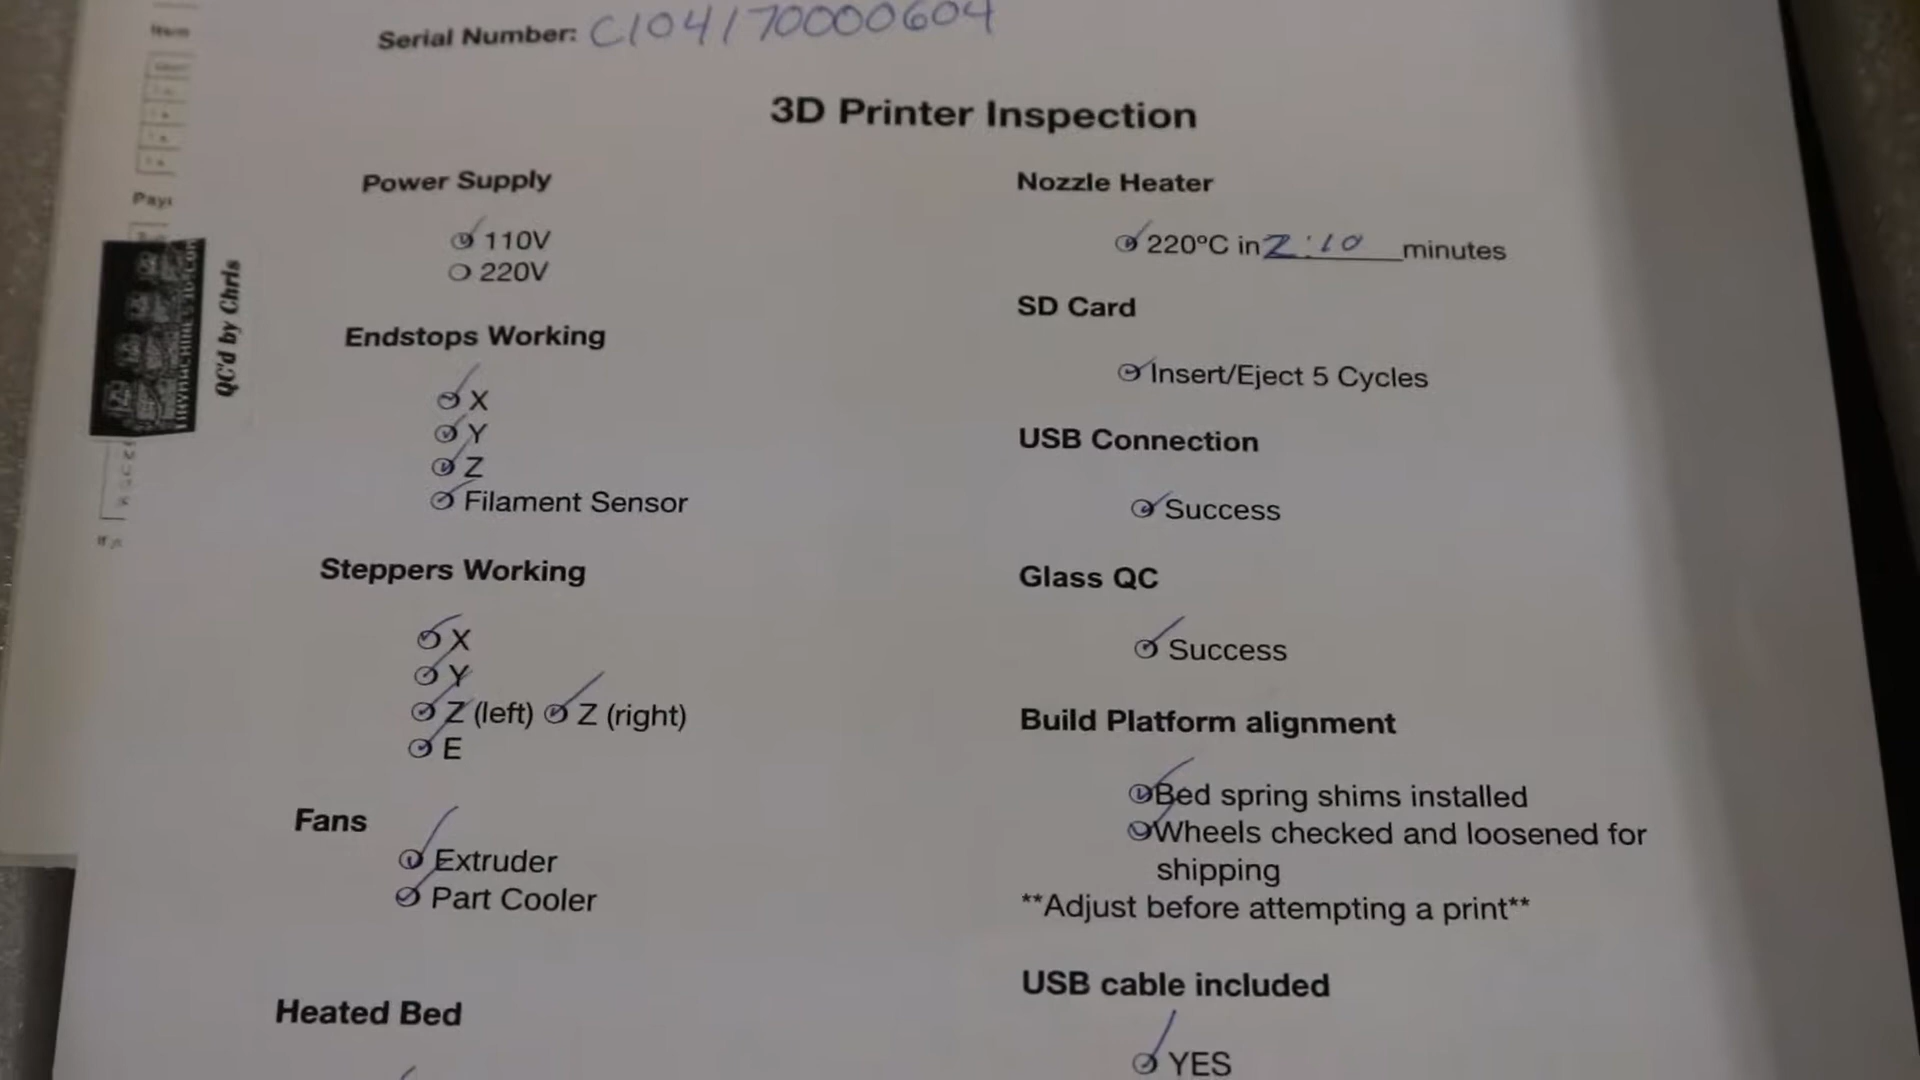 Serial Number: C104170000604
3D Printer Inspection
Power Supply
110V
220V
Endstops Working
X
Y
Z
Filament Sensor
Steppers Working
X
Y
Z (left) Z (right)
E
Fans
Extruder
Part Cooler
Heated Bed
Nozzle Heater
220ºC in 2:10 minutes
SD Card
Insert/Eject 5 Cycles
USB Connection
Success
Glass QC
Success
Build Platform alignment
Bed spring shims installed
Wheels checked and loosened for
shipping
**Adjust before attempting a print**
USB cable included
YES
QC'd by Chris